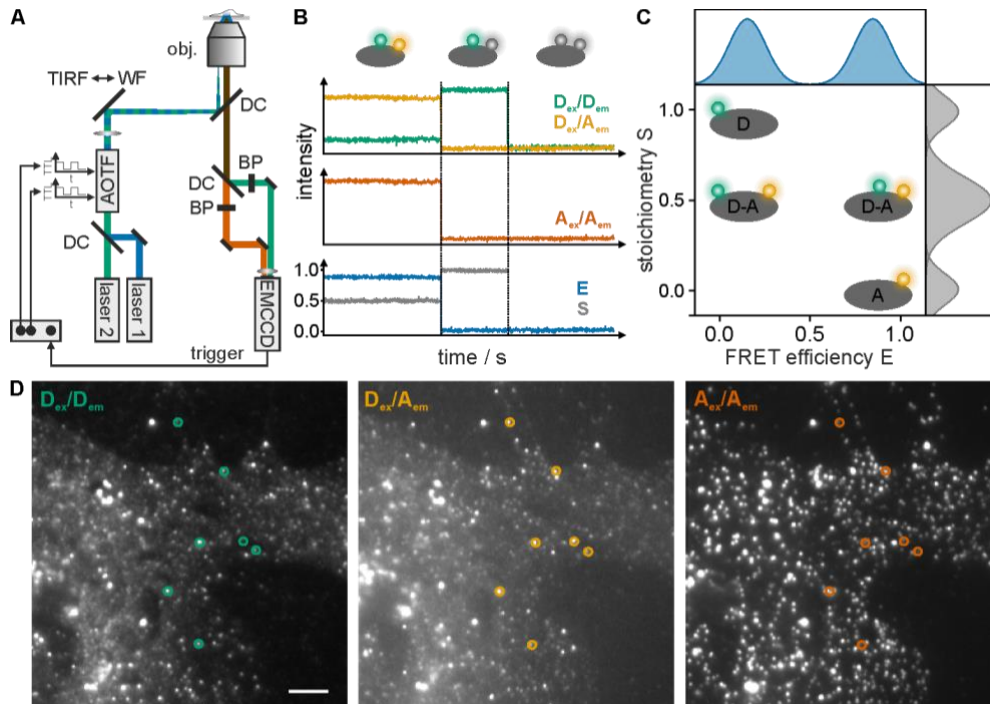 A
obj.
TIRF ↔ WF
DC
TTL
t
TTL
t
AOTF
DC
BP
BP
DC
laser 2
laser 1
EMCCD
trigger
B
intensity
Dex/Dem
Dex/Aem
Aex/Aem
1.0
0.5
0.0
E
S
time / s
C
stoichiometry S
1.0
0.5
0.0
D
D-A
D-A
A
0.0
0.5
1.0
FRET efficiency E
D
Dex/Dem
Dex/Aem
Aex/Aem